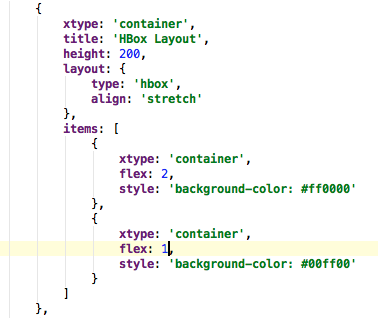 {
    xtype: 'container',
    title: 'HBox Layout',
    height: 200,
    layout: {
        type: 'hbox',
        align: 'stretch'
    },
    items: [
        {
            xtype: 'container',
            flex: 2,
            style: 'background-color: #ff0000'
        },
        {
            xtype: 'container',
            flex: 1,
            style: 'background-color: #00ff00'
        }
    ]
},